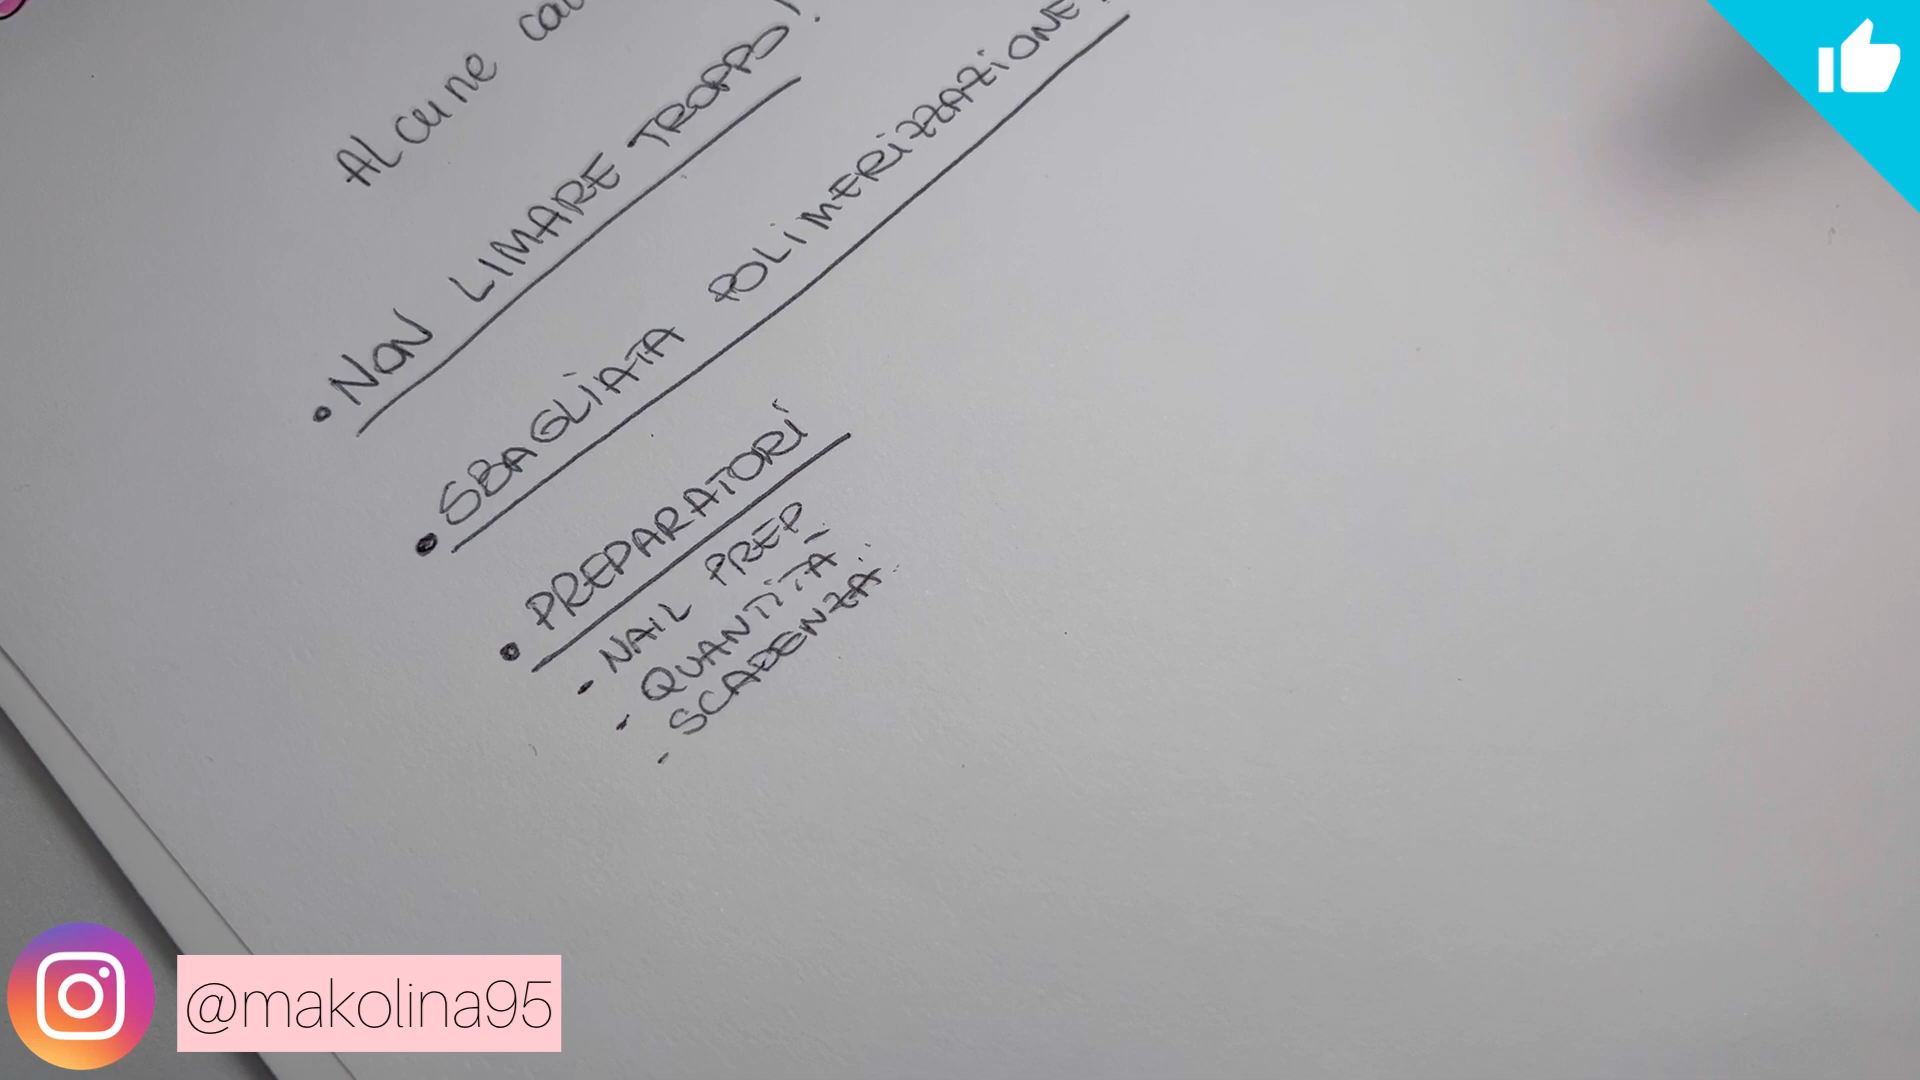 Alcune
• NON LIMARE TROPPO!
• SBAGLIATA POLIMERIZZAZIONE
• PREPARATORI
- NAIL PREP
- QUANTITÀ
- SCADENZA
@makolina95